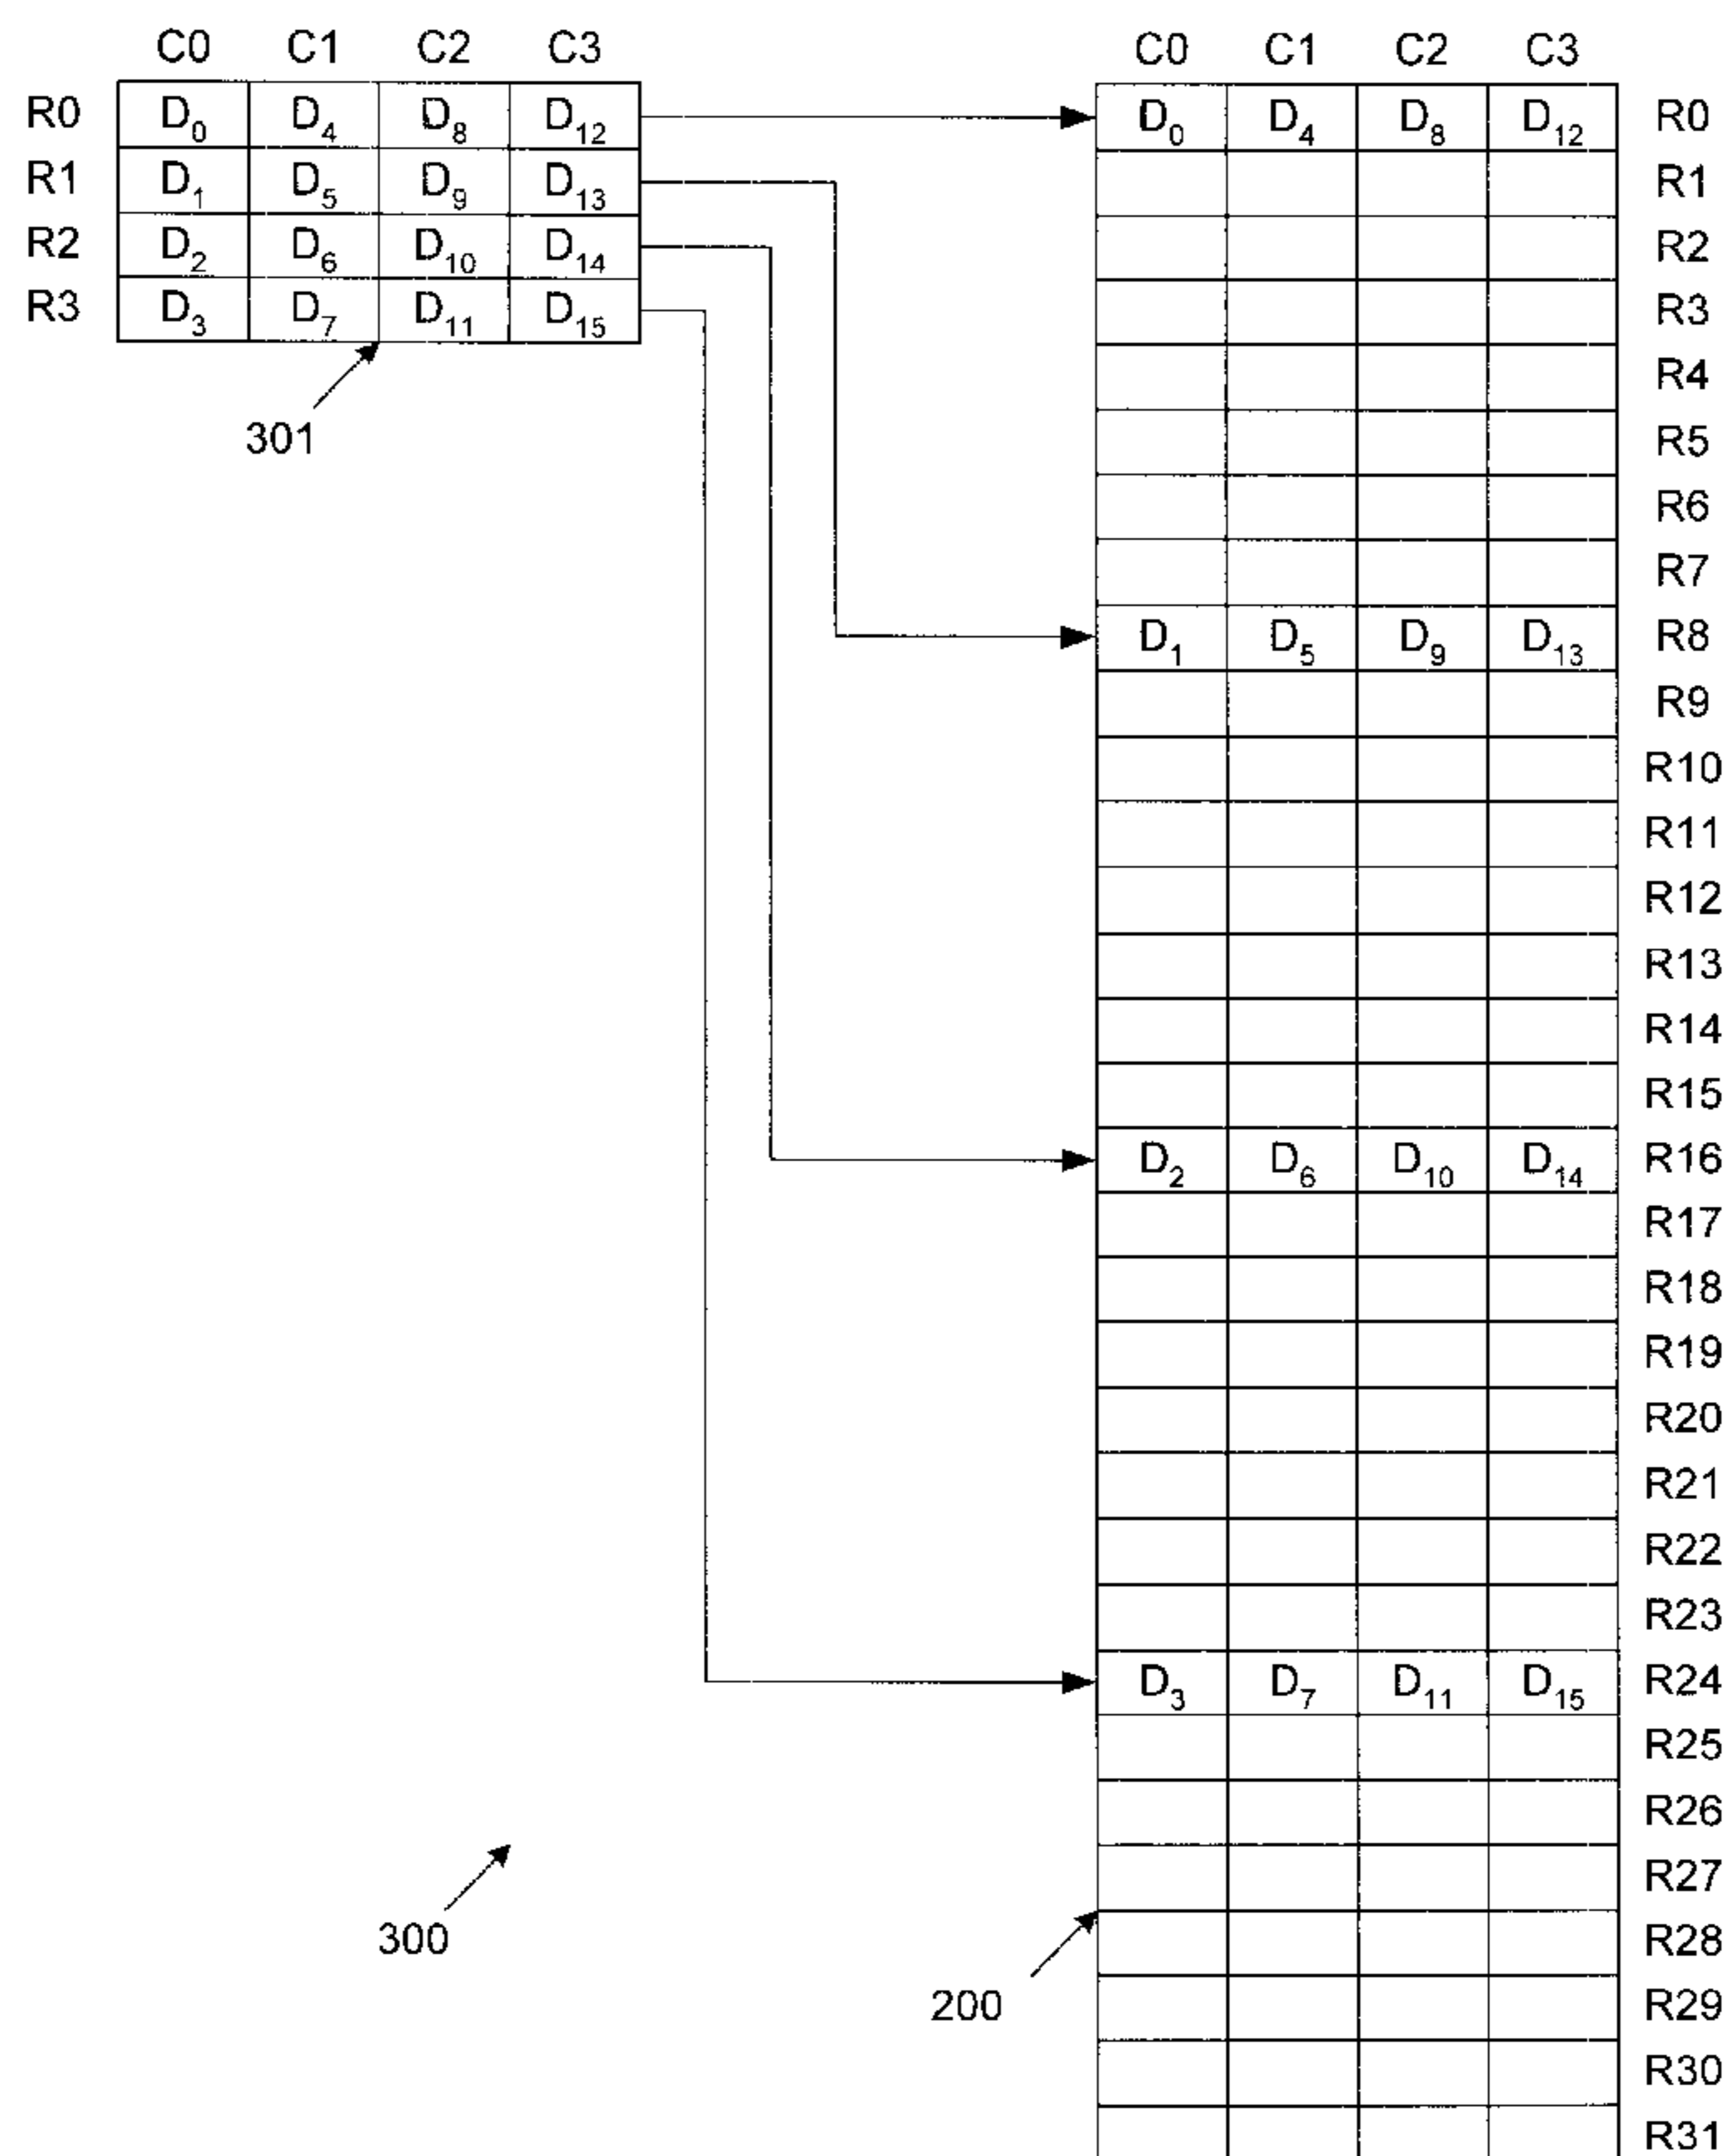 C0 C1 C2 C3
R0 D0 D4 D8 D12
R1 D1 D5 D9 D13
R2 D2 D6 D10 D14
R3 D3 D7 D11 D15
301
300
C0 C1 C2 C3
D0 D4 D8 D12 R0
R1
R2
R3
R4
R5
R6
R7
D1 D5 D9 D13 R8
R9
R10
R11
R12
R13
R14
R15
D2 D6 D10 D14 R16
R17
R18
R19
R20
R21
R22
R23
D3 D7 D11 D15 R24
R25
R26
R27
R28
R29
R30
R31
200